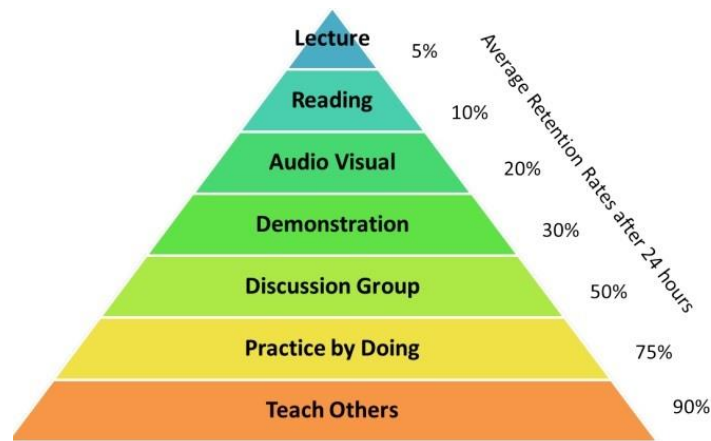 Lecture
5%
Reading
10%
Audio Visual
20%
Demonstration
30%
Discussion Group
50%
Practice by Doing
75%
Teach Others
90%
Average Retention Rates after 24 hours